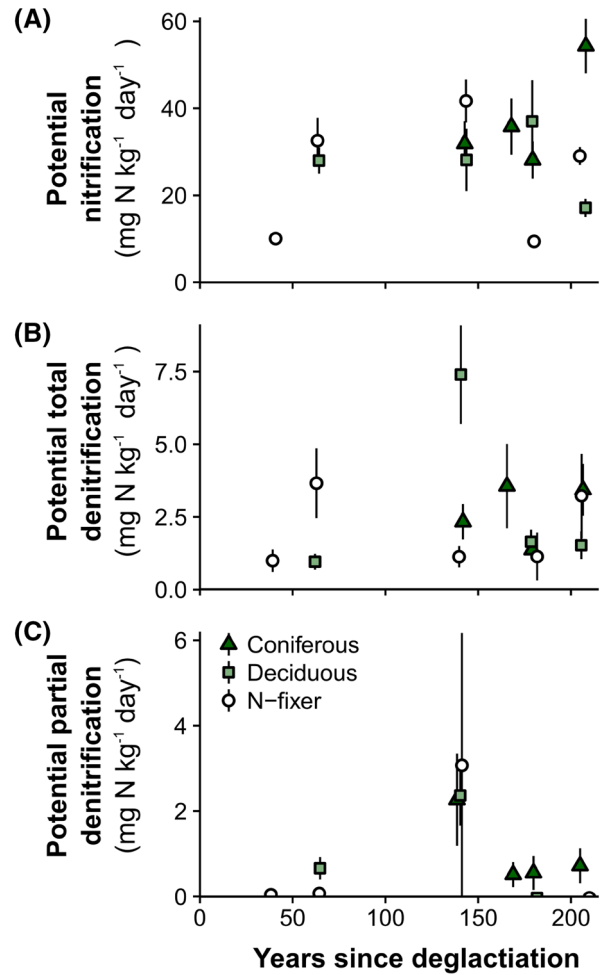 (A)
Potential
nitrification
(mg N kg⁻¹ day⁻¹ )
60
40
20
0
(B)
Potential total
denitrification
(mg N kg⁻¹ day⁻¹ )
7.5
5.0
2.5
0.0
(C)
Potential partial
denitrification
(mg N kg⁻¹ day⁻¹)
6
4
2
0
Coniferous
Deciduous
N−fixer
0 50 100 150 200
Years since deglactiation